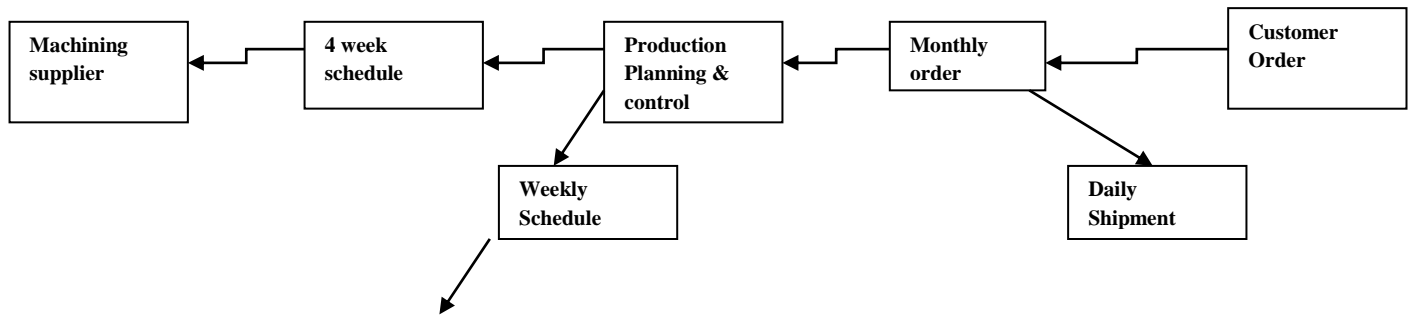 Machining
supplier
4 week
schedule
Production
Planning &
control
Monthly
order
Customer
Order
Weekly
Schedule
Daily
Shipment